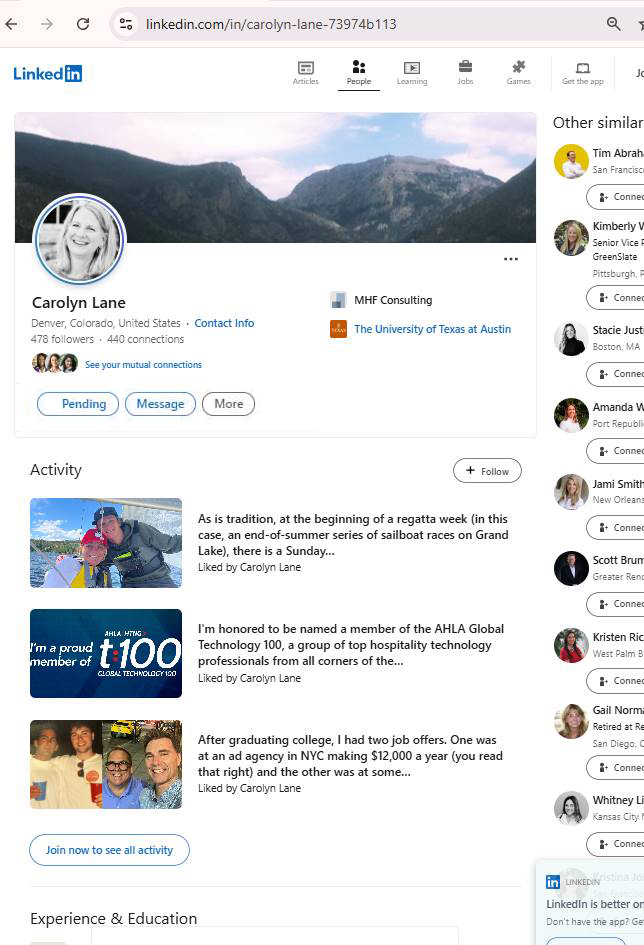 linkedin.com/in/carolyn-lane-73974b113
Linked in
Articles
People
Learning
Jobs
Games
Get the app
Carolyn Lane
Denver, Colorado, United States · Contact Info
478 followers · 440 connections
See your mutual connections
MHF Consulting
TEXAS
The University of Texas at Austin
Pending
Message
More
Activity
+ Follow
As is tradition, at the beginning of a regatta week (in this
case, an end-of-summer series of sailboat races on Grand
Lake), there is a Sunday...
Liked by Carolyn Lane
I'm a proud
member of
AHLA HTNG
t:100
GLOBAL TECHNOLOGY 100
I'm honored to be named a member of the AHLA Global
Technology 100, a group of top hospitality technology
professionals from all corners of the...
Liked by Carolyn Lane
After graduating college, I had two job offers. One was
at an ad agency in NYC making $12,000 a year (you read
that right) and the other was at some...
Liked by Carolyn Lane
Join now to see all activity
Experience & Education
Other similar
Tim Abrah
San Francisc
Connec
Kimberly W
Senior Vice P
GreenSlate
Pittsburgh, P
Connec
Stacie Justi
Boston, MA
Connec
Amanda W
Port Republi
Connec
Jami Smith
New Orleans
Connec
Scott Brum
Greater Reno
Connec
Kristen Ric
West Palm B
Connec
Gail Norma
Retired at Re
San Diego, C
Connec
Whitney Li
Kansas City M
Connec
Kristina Jo
San Francisco
in LINKEDIN
LinkedIn is better on
Don't have the app? Ge